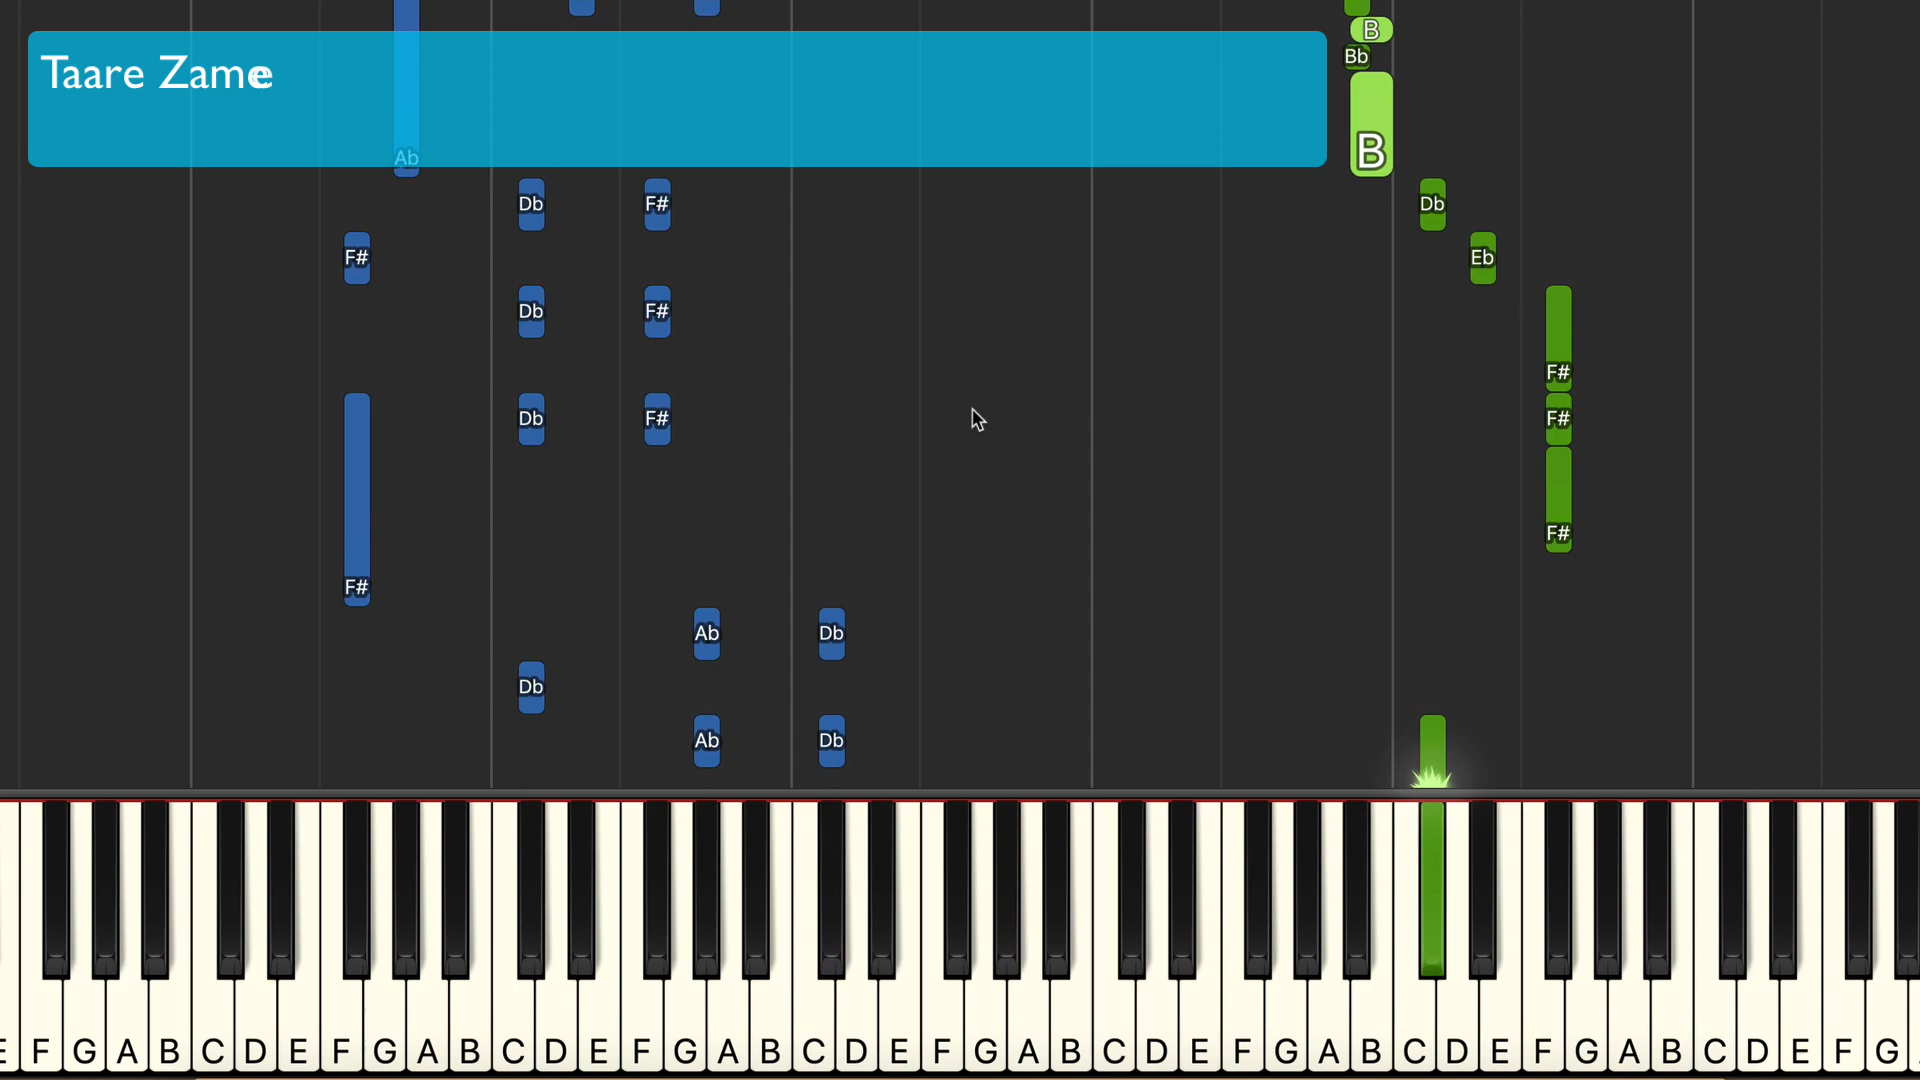 B
Bb
Taare Zame
B
Ab
Db F# Db
F# Eb
Db F#
F#
Db F# F#
F#
F#
Ab Db
Db
Ab Db
E F G A B C D E F G A B C D E F G A B C D E F G A B C D E F G A B C D E F G A B C D E F G